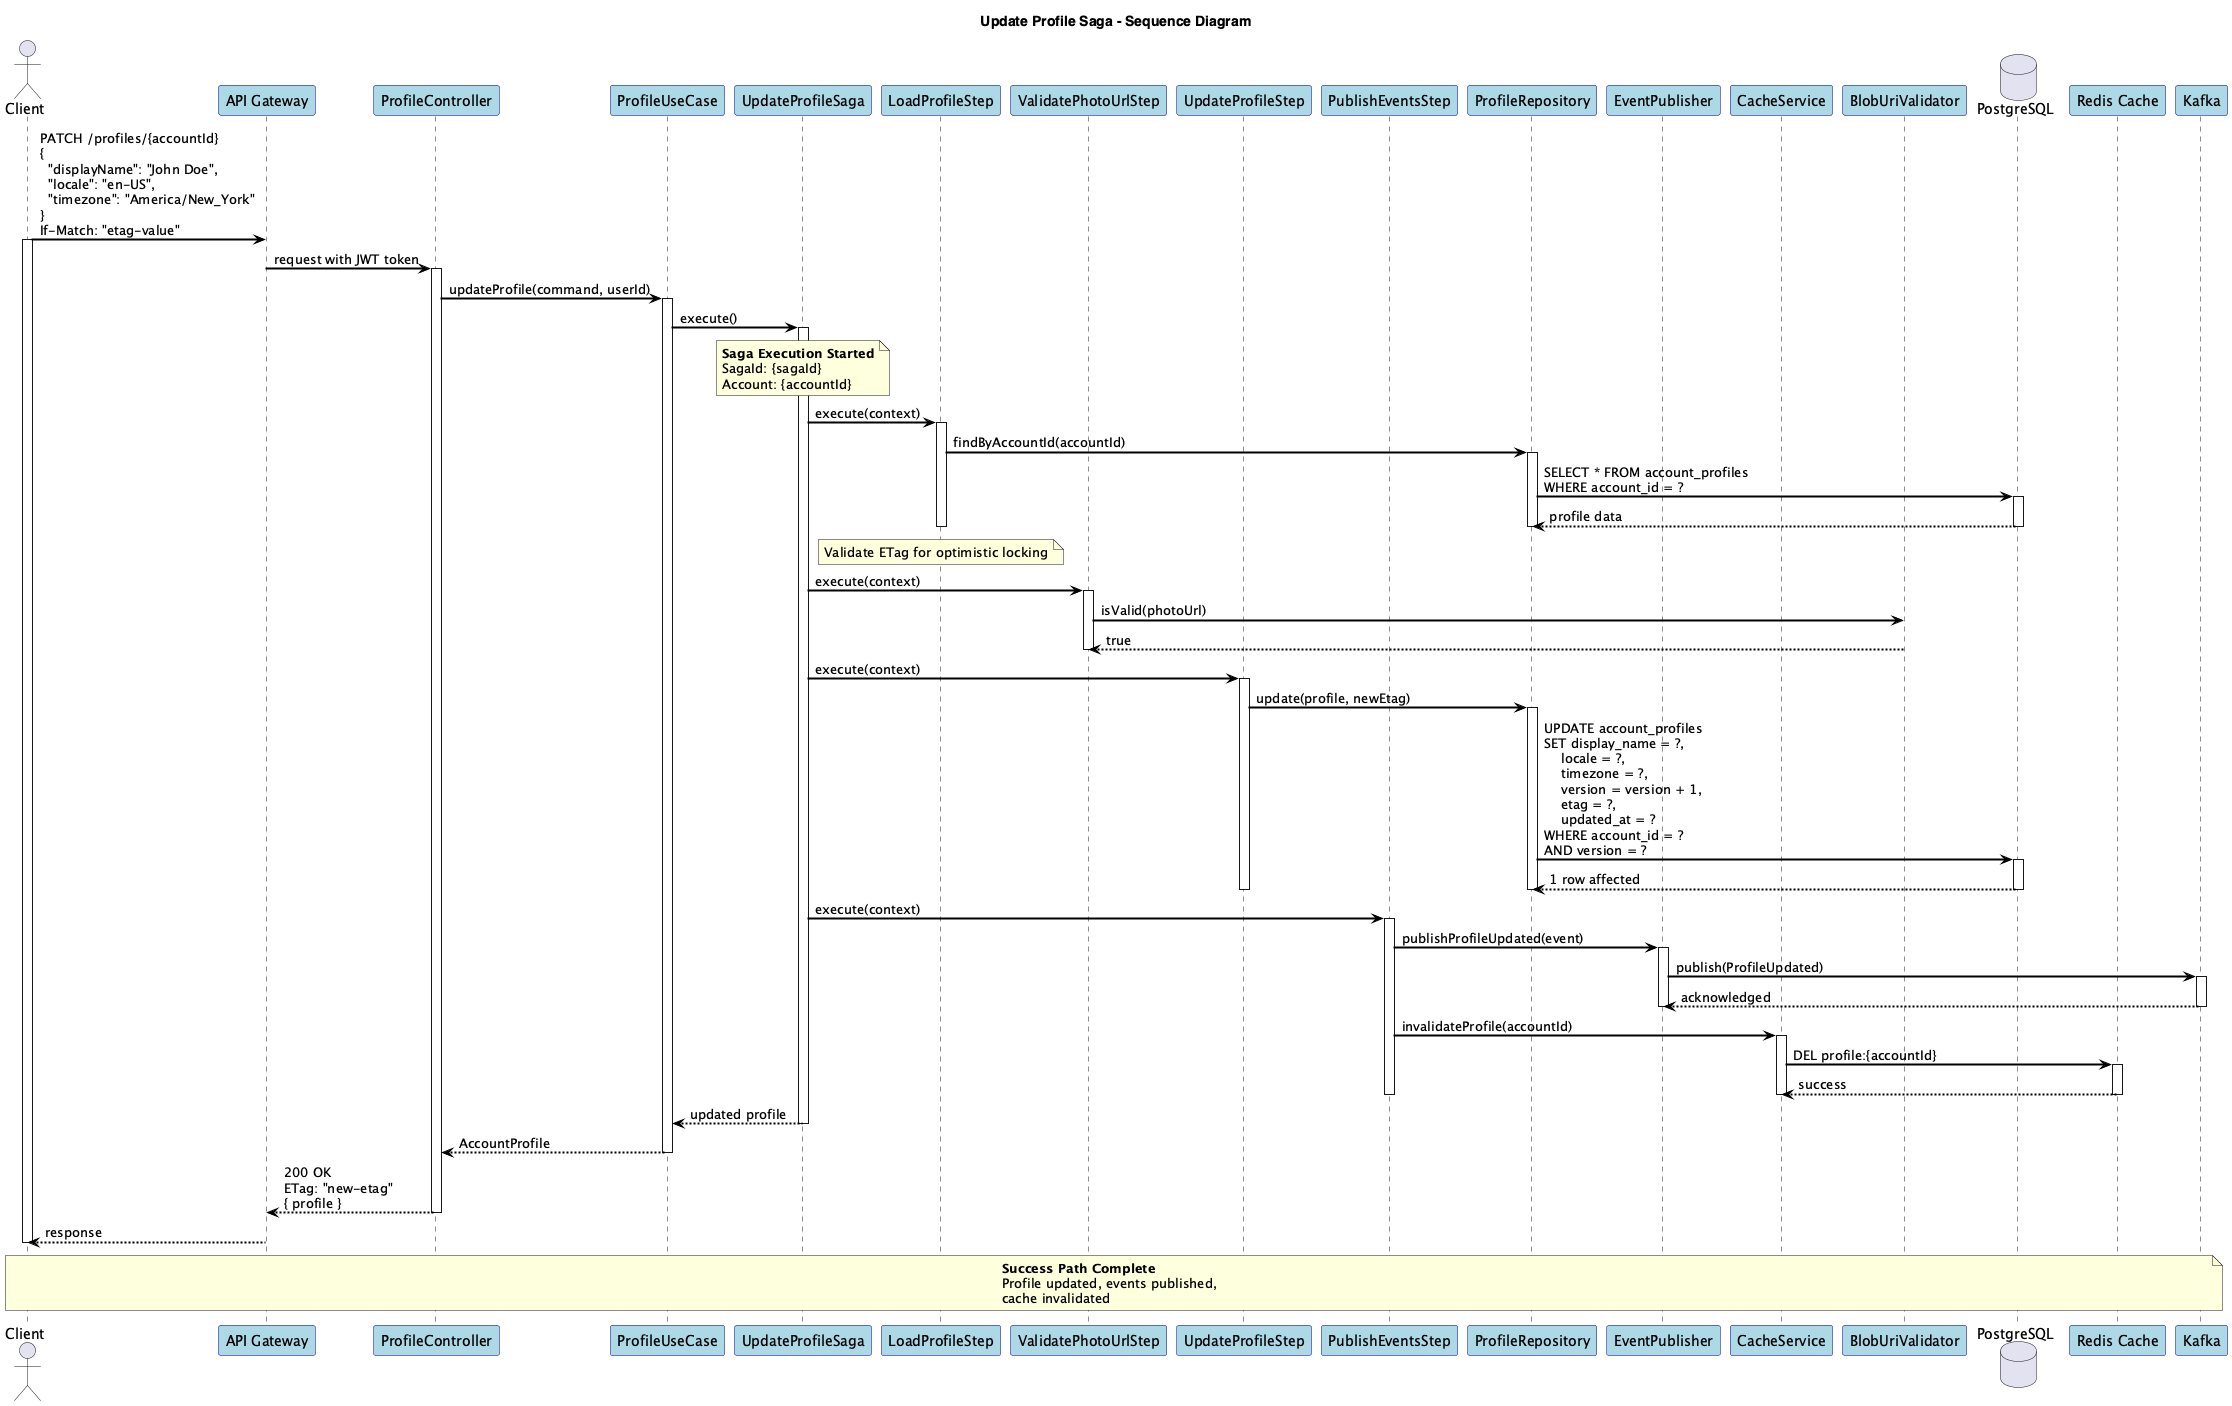 Update Profile Saga - Sequence Diagram
Client
API Gateway
ProfileController
ProfileUseCase
UpdateProfileSaga
LoadProfileStep
ValidatePhotoUrlStep
UpdateProfileStep
PublishEventsStep
ProfileRepository
EventPublisher
CacheService
BlobUriValidator
PostgreSQL
Redis Cache
Kafka
PATCH /profiles/{accountId}
{
"displayName": "John Doe",
"locale": "en-US",
"timezone": "America/New_York"
}
If-Match: "etag-value"
request with JWT token
updateProfile(command, userId)
execute()
Saga Execution Started
SagaId: {sagaId}
Account: {accountId}
execute(context)
findByAccountId(accountId)
SELECT * FROM account_profiles
WHERE account_id = ?
profile data
Validate ETag for optimistic locking
execute(context)
isValid(photoUrl)
true
execute(context)
update(profile, newEtag)
UPDATE account_profiles
SET display_name = ?,
locale = ?,
timezone = ?,
version = version + 1,
etag = ?,
updated_at = ?
WHERE account_id = ?
AND version = ?
1 row affected
execute(context)
publishProfileUpdated(event)
publish(ProfileUpdated)
acknowledged
invalidateProfile(accountId)
DEL profile:{accountId}
success
updated profile
AccountProfile
200 OK
ETag: "new-etag"
{ profile }
response
Success Path Complete
Profile updated, events published,
cache invalidated
Client
API Gateway
ProfileController
ProfileUseCase
UpdateProfileSaga
LoadProfileStep
ValidatePhotoUrlStep
UpdateProfileStep
PublishEventsStep
ProfileRepository
EventPublisher
CacheService
BlobUriValidator
PostgreSQL
Redis Cache
Kafka